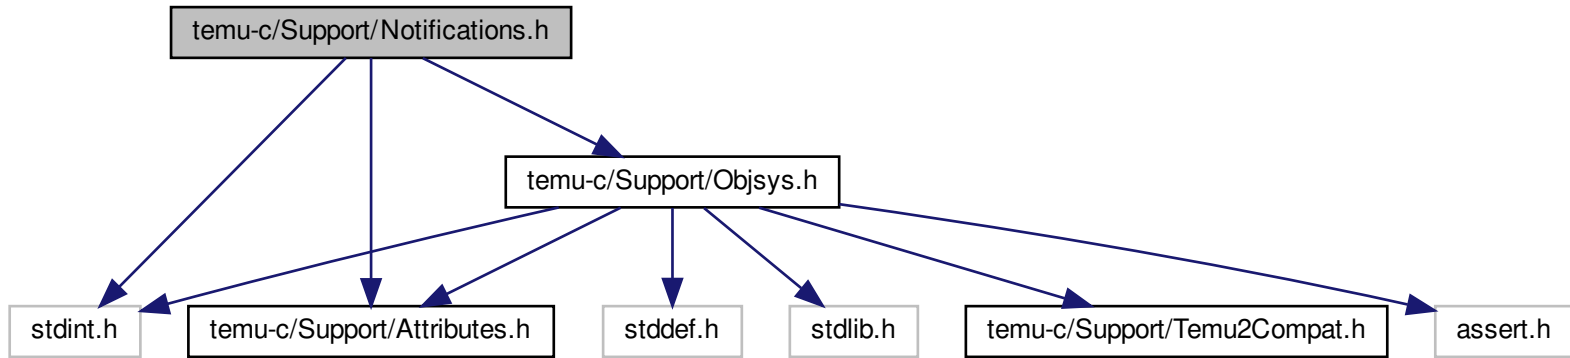 temu-c/Support/Notifications.h
temu-c/Support/Objsys.h
stdint.h
temu-c/Support/Attributes.h
stddef.h
stdlib.h
temu-c/Support/Temu2Compat.h
assert.h